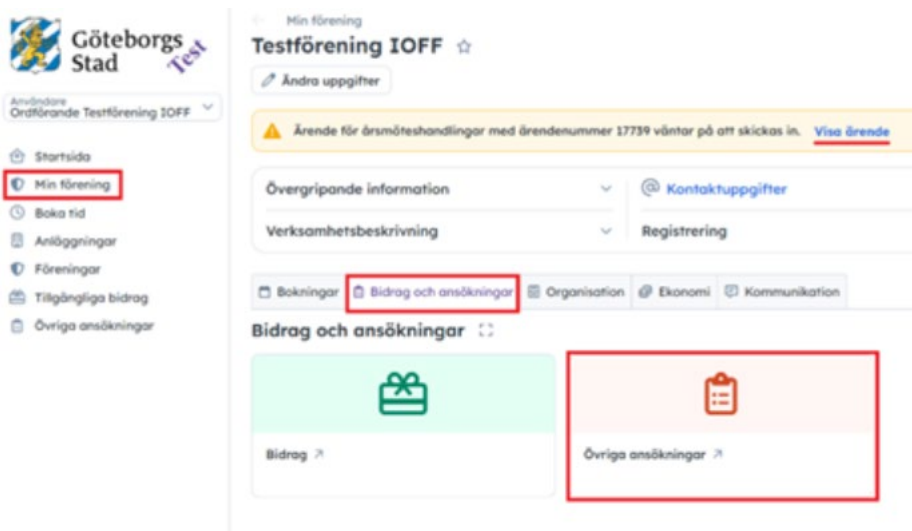 Göteborgs
Stad
Test
Användare
Ordförande Testförening IOFF
Startsida
Min förening
Boka tid
Anläggningar
Föreningar
Tillgängliga bidrag
Övriga ansökningar
Min förening
Testförening IOFF
Ändra uppgifter
Ärende för årsmöteshandlingar med ärendenummer 17739 väntar på att skickas in. Visa ärende
Övergripande information
Kontaktuppgifter
Verksamhetsbeskrivning
Registrering
Bokningar Bidrag och ansökningar Organisation Ekonomi Kommunikation
Bidrag och ansökningar
Bidrag
Övriga ansökningar